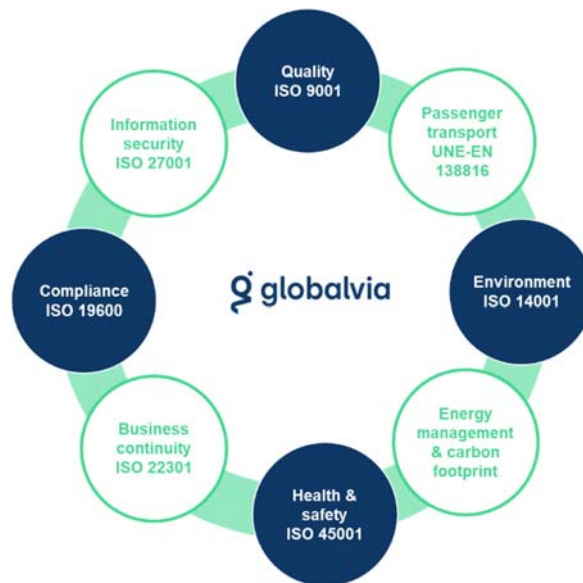 Quality
ISO 9001
Passenger
transport
UNE-EN
138816
Environment
ISO 14001
Energy
management
& carbon
footprint
Health &
safety
ISO 45001
Business
continuity
ISO 22301
Compliance
ISO 19600
Information
security
ISO 27001
globalvia